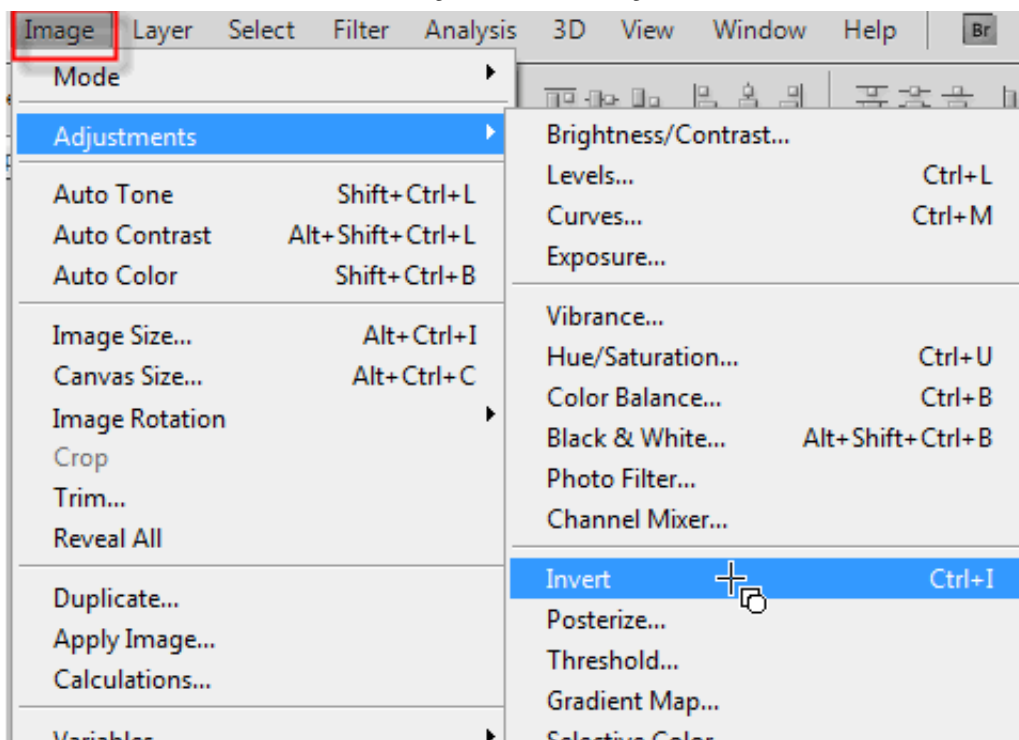 Image Layer Select Filter Analysis 3D View Window Help Br
Mode
Adjustments
Auto Tone Shift+Ctrl+L
Auto Contrast Alt+Shift+Ctrl+L
Auto Color Shift+Ctrl+B
Image Size... Alt+Ctrl+I
Canvas Size... Alt+Ctrl+C
Image Rotation
Crop
Trim...
Reveal All
Duplicate...
Apply Image...
Calculations...
Variables
Brightness/Contrast...
Levels... Ctrl+L
Curves... Ctrl+M
Exposure...
Vibrance...
Hue/Saturation... Ctrl+U
Color Balance... Ctrl+B
Black & White... Alt+Shift+Ctrl+B
Photo Filter...
Channel Mixer...
Invert Ctrl+I
Posterize...
Threshold...
Gradient Map...
Selective Color...